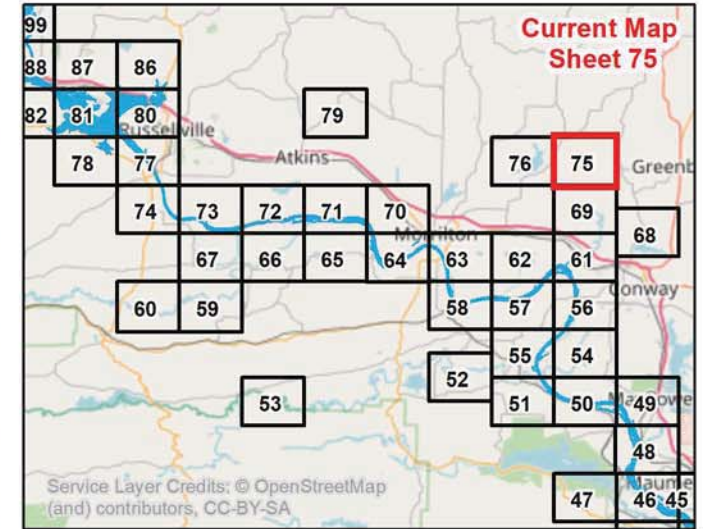 99
Current Map
Sheet 75
88 87 86
82 81 80 79
Russellville
Atkins
78 77 76 75 Greenb
74 73 72 71 70 69 68
Morrilton
67 66 65 64 63 62 61
Conway
60 59 58 57 56
55 54
52
53 51 50 49
48
Maume
47 46 45
Service Layer Credits: © OpenStreetMap
(and) contributors, CC-BY-SA